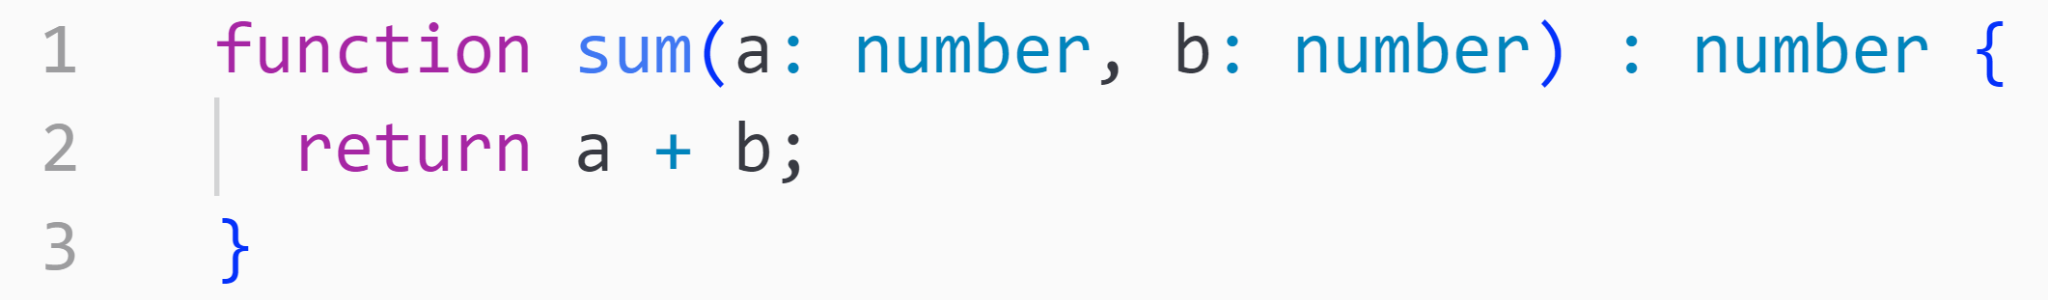 1 function sum(a: number, b: number) : number {
2   return a + b;
3 }